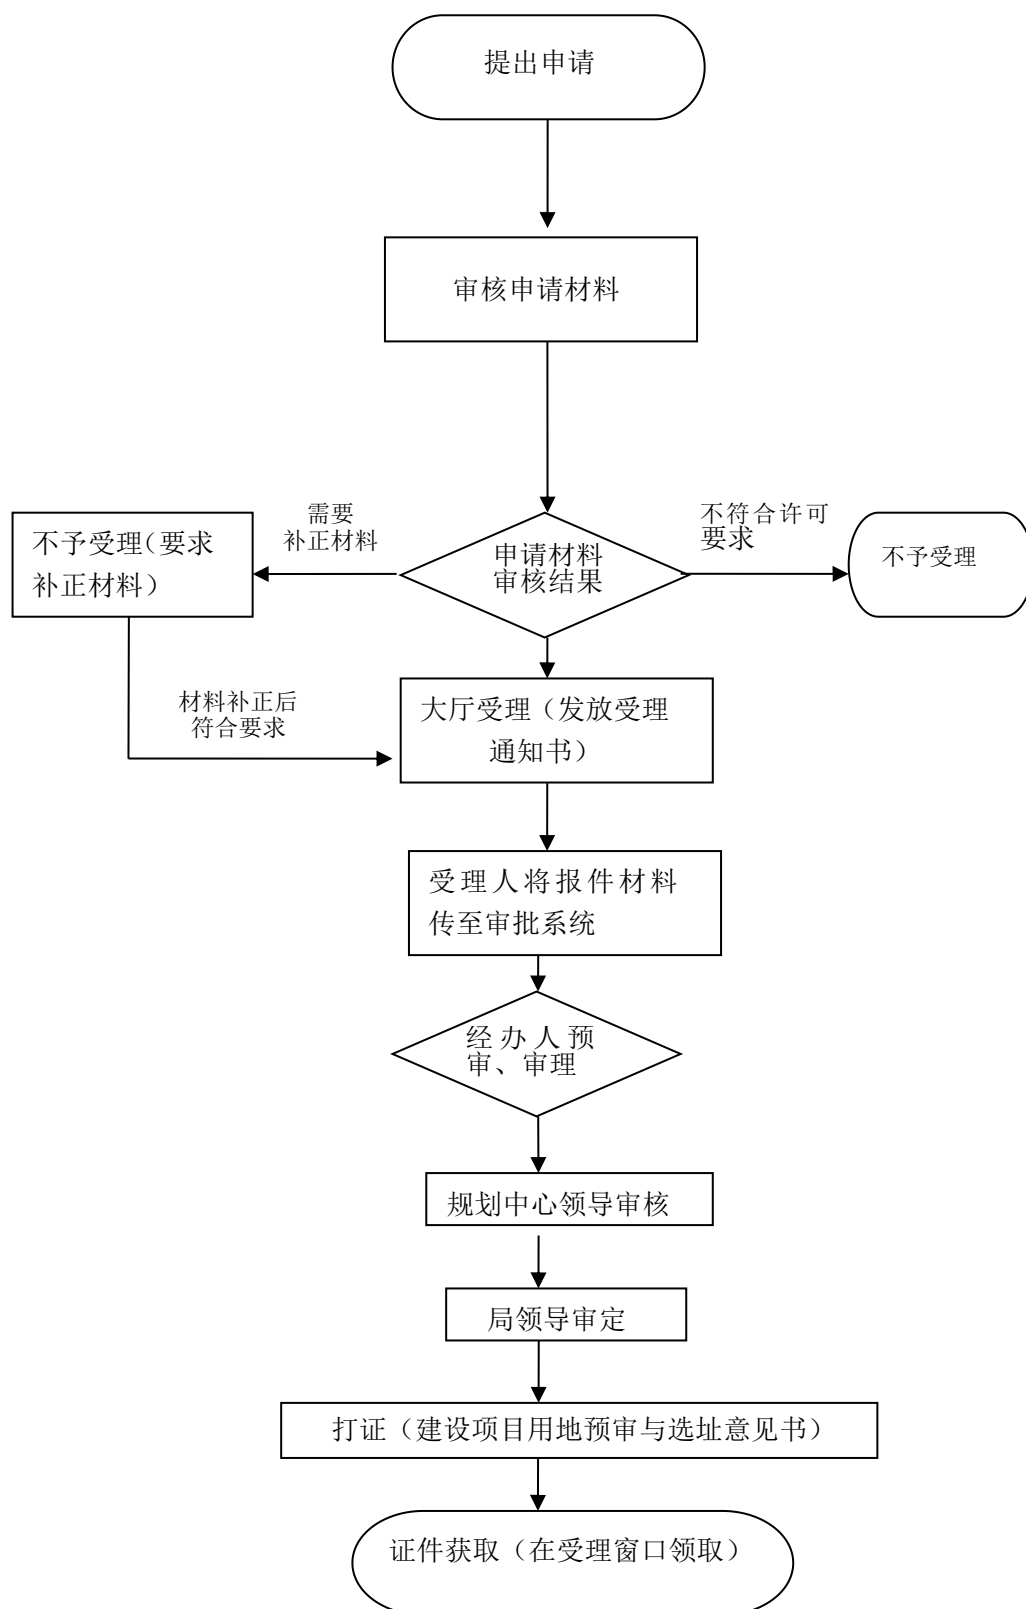 提出申请
审核申请材料
需要
补正材料
不符合许可
要求
不予受理（要求
补正材料）
申请材料
审核结果
不予受理
材料补正后
符合要求
大厅受理（发放受理
通知书）
受理人将报件材料
传至审批系统
经办人预
审、审理
规划中心领导审核
局领导审定
打证（建设项目用地预审与选址意见书）
证件获取（在受理窗口领取）